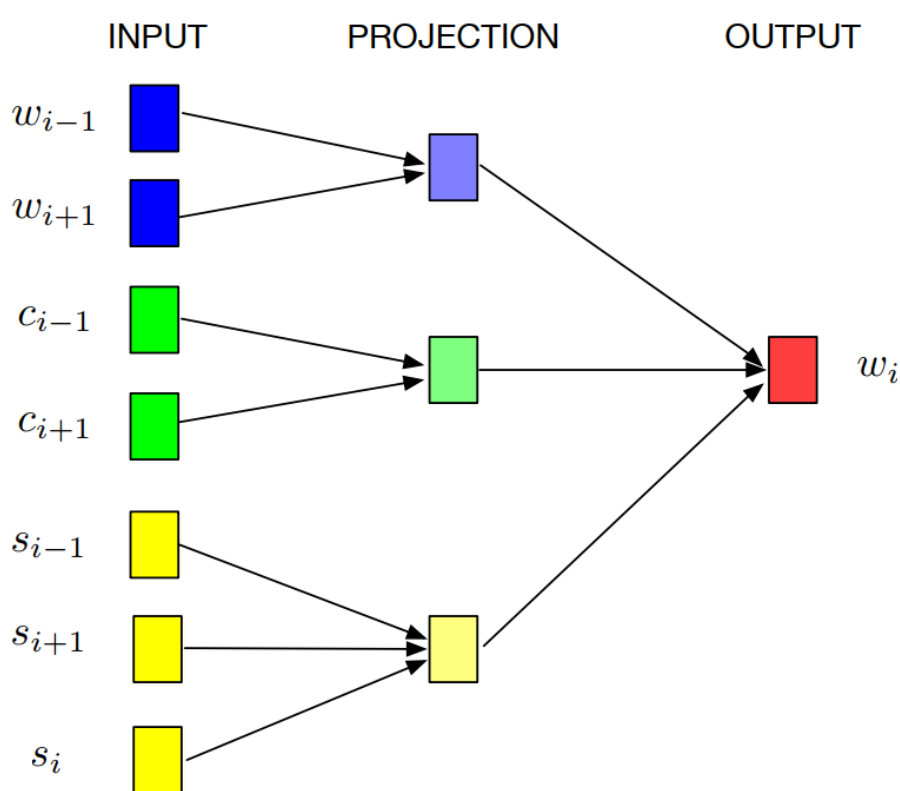 INPUT PROJECTION OUTPUT
w_{i-1}
w_{i+1}
c_{i-1}
w_i
c_{i+1}
s_{i-1}
s_{i+1}
s_i